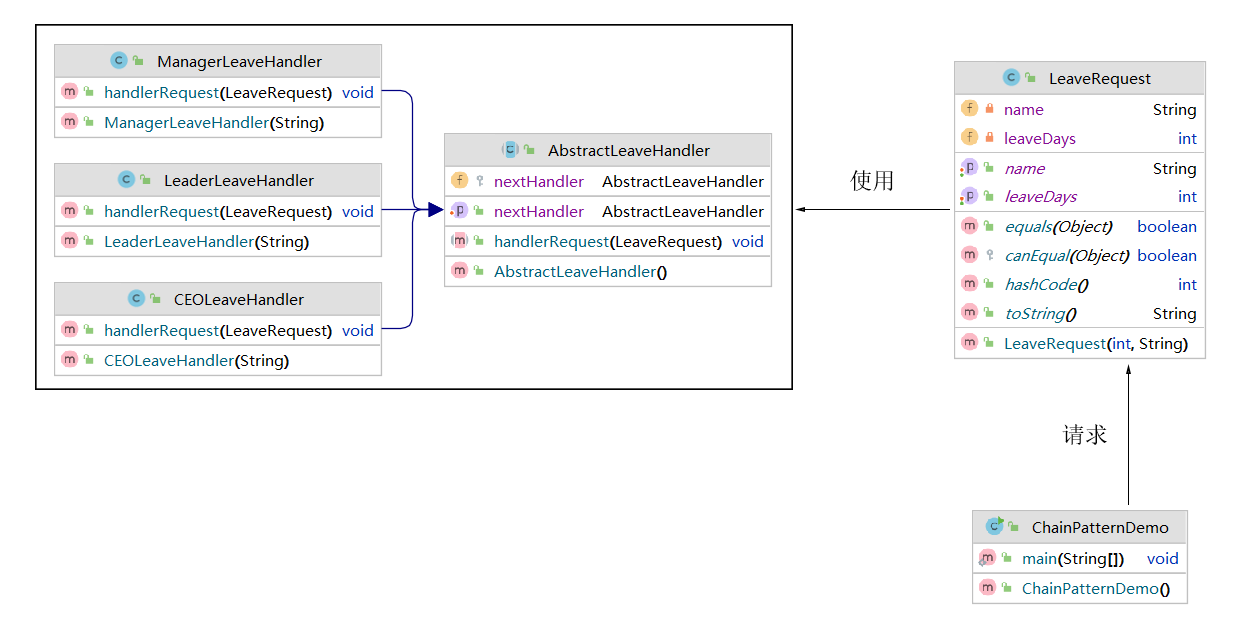 ManagerLeaveHandler
handlerRequest(LeaveRequest) void
ManagerLeaveHandler(String)
LeaderLeaveHandler
handlerRequest(LeaveRequest) void
LeaderLeaveHandler(String)
CEOLeaveHandler
handlerRequest(LeaveRequest) void
CEOLeaveHandler(String)
AbstractLeaveHandler
nextHandler AbstractLeaveHandler
nextHandler AbstractLeaveHandler
handlerRequest(LeaveRequest) void
AbstractLeaveHandler()
使用
LeaveRequest
name String
leaveDays int
name String
leaveDays int
equals(Object) boolean
canEqual(Object) boolean
hashCode() int
toString() String
LeaveRequest(int, String)
请求
ChainPatternDemo
main(String[]) void
ChainPatternDemo()